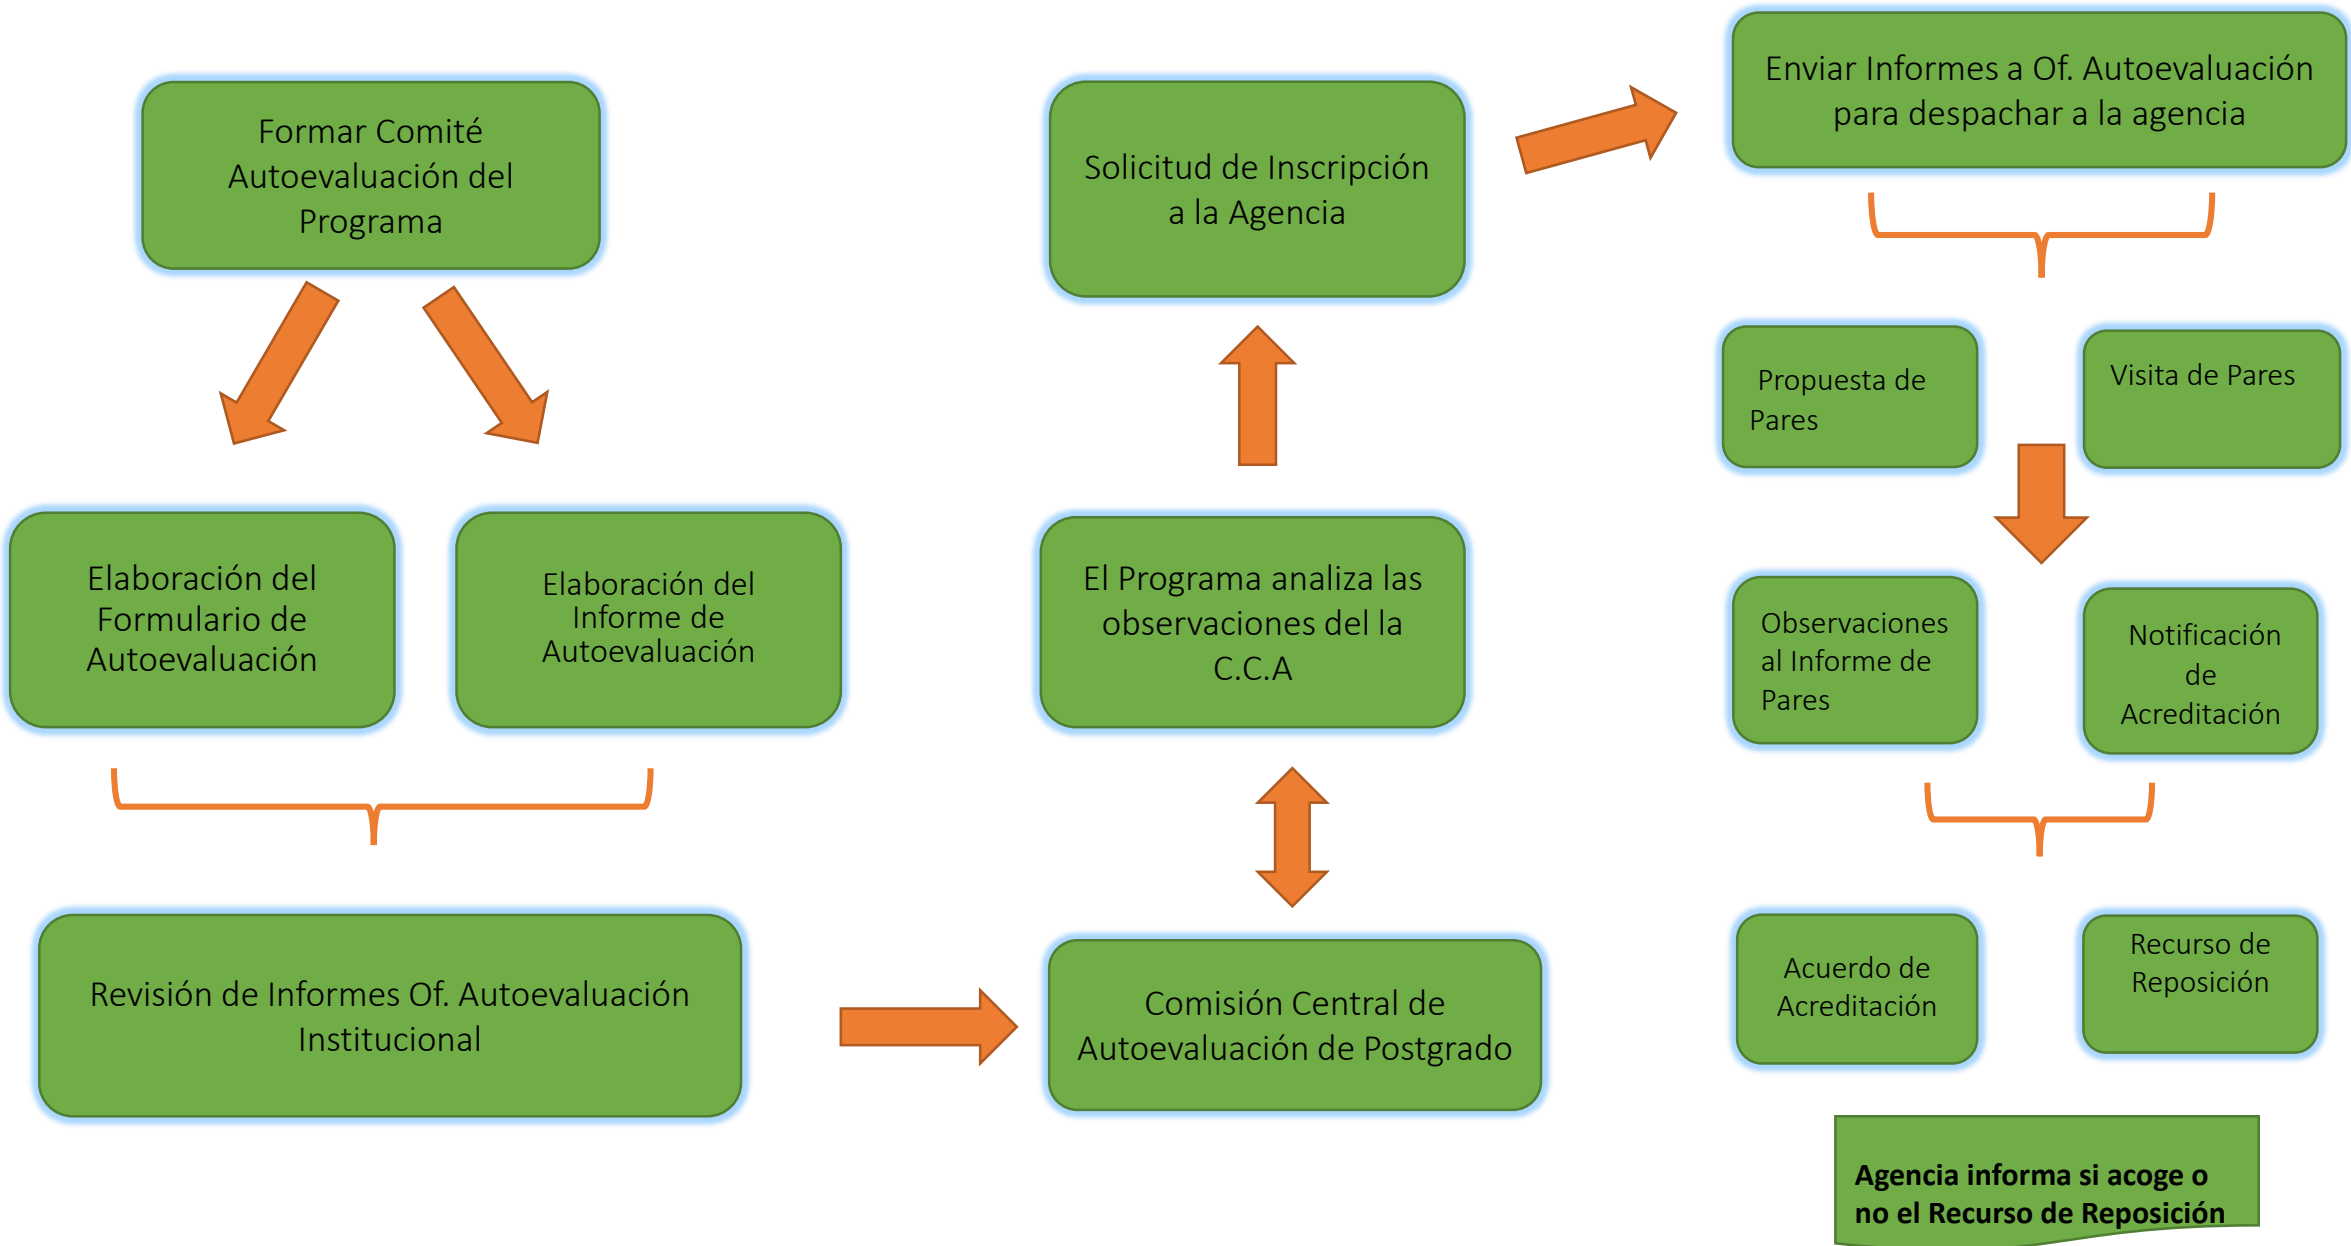 Formar Comité
Autoevaluación del
Programa
Elaboración del
Formulario de
Autoevaluación
Elaboración del
Informe de
Autoevaluación
Revisión de Informes Of. Autoevaluación
Institucional
Solicitud de Inscripción
a la Agencia
El Programa analiza las
observaciones del la
C.C.A
Comisión Central de
Autoevaluación de Postgrado
Enviar Informes a Of. Autoevaluación
para despachar a la agencia
Propuesta de
Pares
Visita de Pares
Observaciones
al Informe de
Pares
Notificación
de
Acreditación
Acuerdo de
Acreditación
Recurso de
Reposición
Agencia informa si acoge o
no el Recurso de Reposición